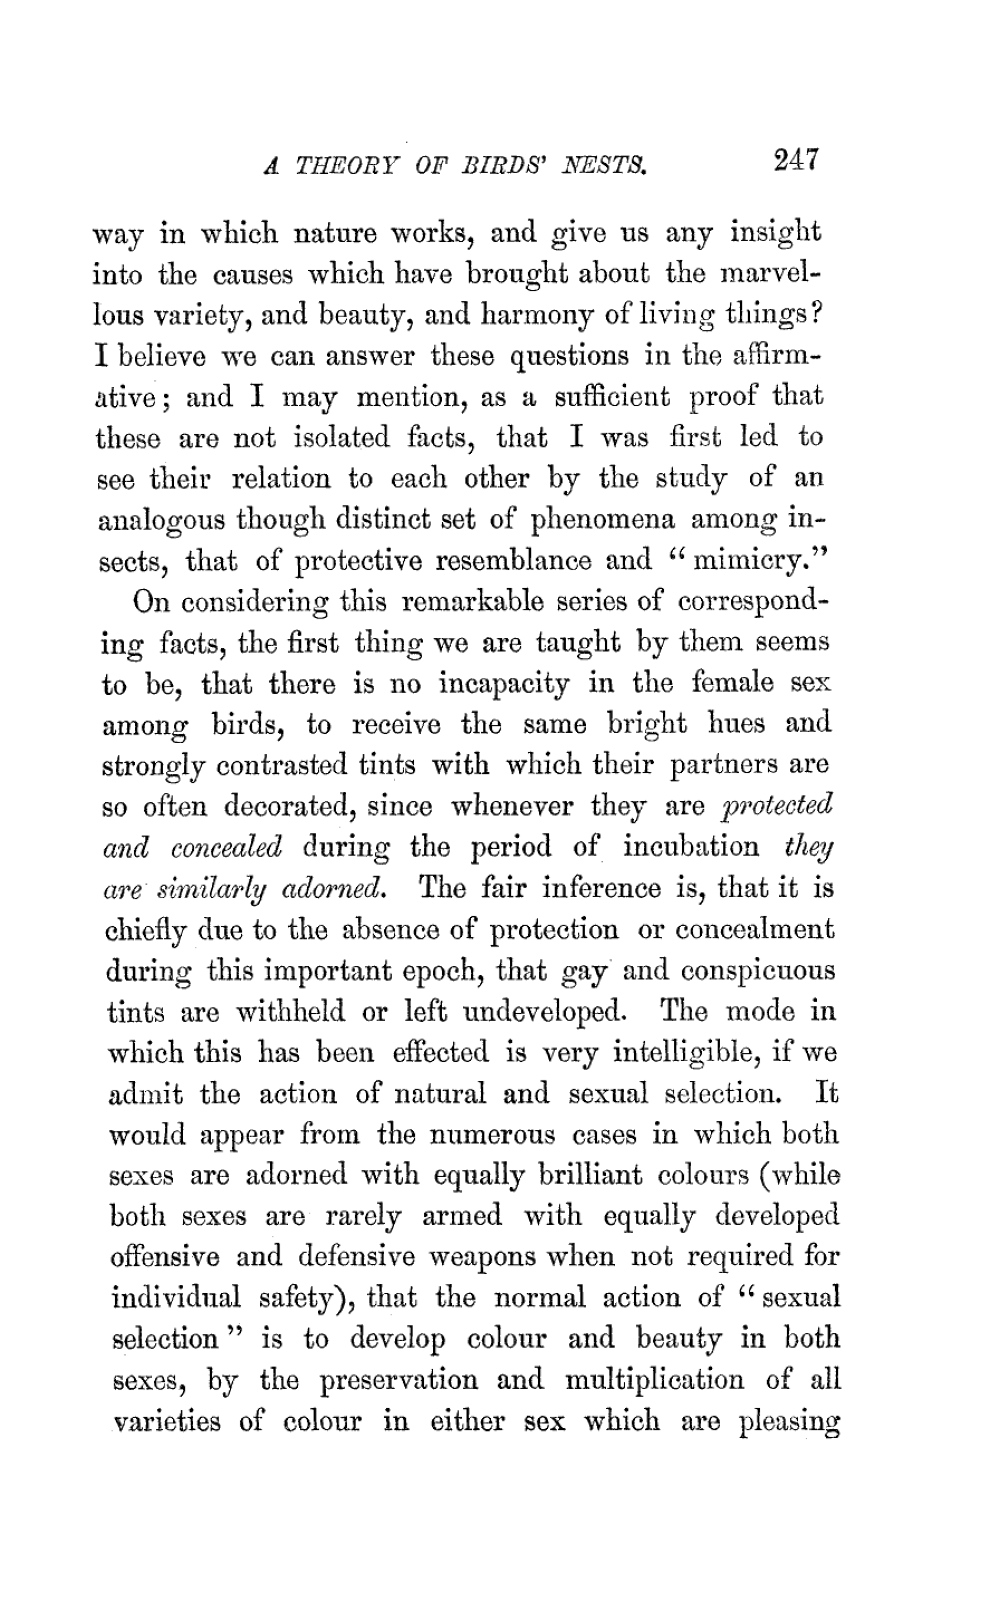 A THEORY OF BIRDS' NESTS. 247
way in which nature works, and give us any insight
into the causes which have brought about the marvel-
lous variety, and beauty, and harmony of living things?
I believe we can answer these questions in the affirm-
ative; and I may mention, as a sufficient proof that
these are not isolated facts, that I was first led to
see their relation to each other by the study of an
analogous though distinct set of phenomena among in-
sects, that of protective resemblance and “mimicry.”
On considering this remarkable series of correspond-
ing facts, the first thing we are taught by them seems
to be, that there is no incapacity in the female sex
among birds, to receive the same bright hues and
strongly contrasted tints with which their partners are
so often decorated, since whenever they are protected
and concealed during the period of incubation they
are similarly adorned. The fair inference is, that it is
chiefly due to the absence of protection or concealment
during this important epoch, that gay and conspicuous
tints are withheld or left undeveloped. The mode in
which this has been effected is very intelligible, if we
admit the action of natural and sexual selection. It
would appear from the numerous cases in which both
sexes are adorned with equally brilliant colours (while
both sexes are rarely armed with equally developed
offensive and defensive weapons when not required for
individual safety), that the normal action of “sexual
selection” is to develop colour and beauty in both
sexes, by the preservation and multiplication of all
varieties of colour in either sex which are pleasing